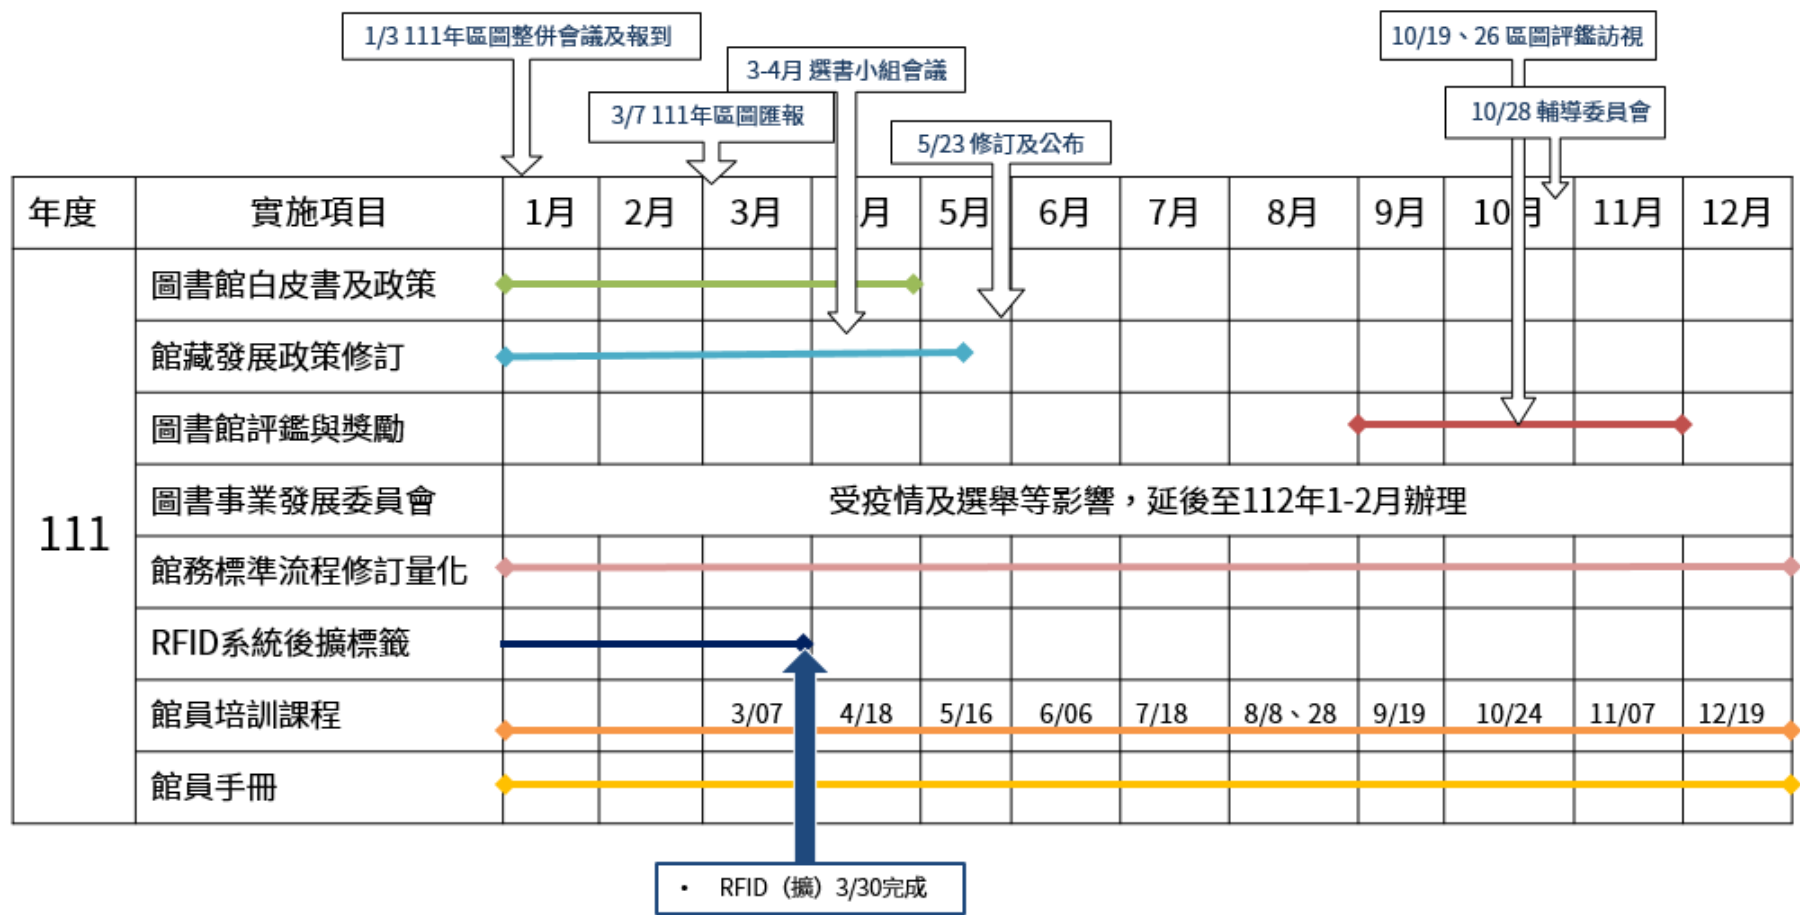 1/3 111年區圖整併會議及報到
10/19、26 區圖評鑑訪視
3-4月 選書小組會議
3/7 111年區圖匯報
10/28 輔導委員會
5/23 修訂及公布
年度 實施項目 1月 2月 3月 月 5月 6月 7月 8月 9月 10月 11月 12月
111
圖書館白皮書及政策
館藏發展政策修訂
圖書館評鑑與獎勵
圖書事業發展委員會 受疫情及選舉等影響，延後至112年1-2月辦理
館務標準流程修訂量化
RFID系統後擴標籤
館員培訓課程 3/07 4/18 5/16 6/06 7/18 8/8、28 9/19 10/24 11/07 12/19
館員手冊
• RFID（擴）3/30完成